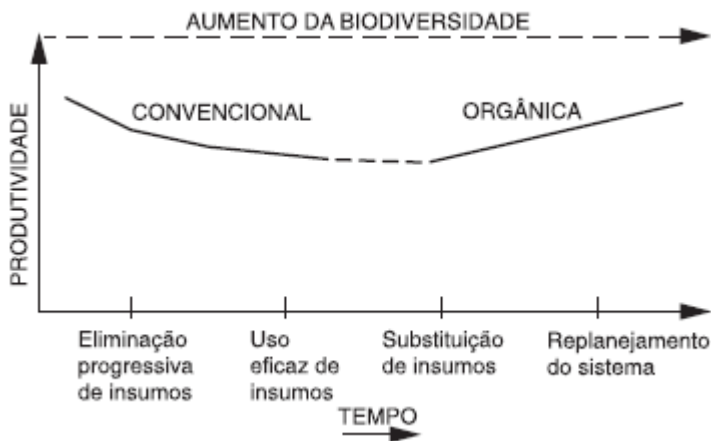 AUMENTO DA BIODIVERSIDADE
PRODUTIVIDADE
CONVENCIONAL
ORGÂNICA
Eliminação
progressiva
de insumos
Uso
eficaz de
insumos
Substituição
de insumos
Replanejamento
do sistema
TEMPO